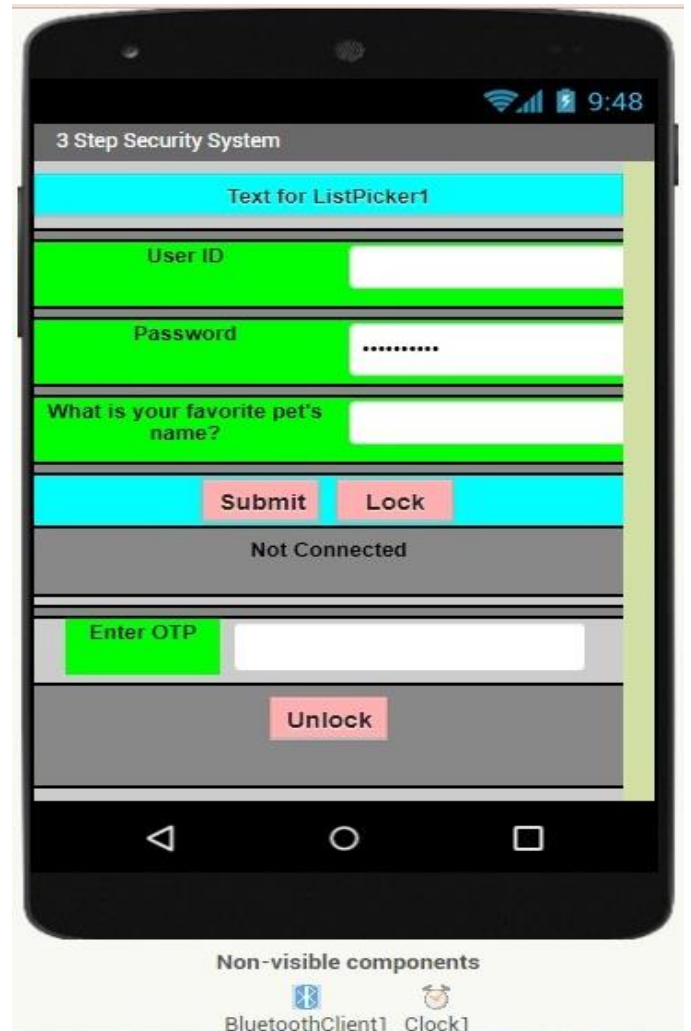 9:48
3 Step Security System
Text for ListPicker1
User ID
Password
••••••••••
What is your favorite pet's
name?
Submit Lock
Not Connected
Enter OTP
Unlock
Non-visible components
BluetoothClient1 Clock1